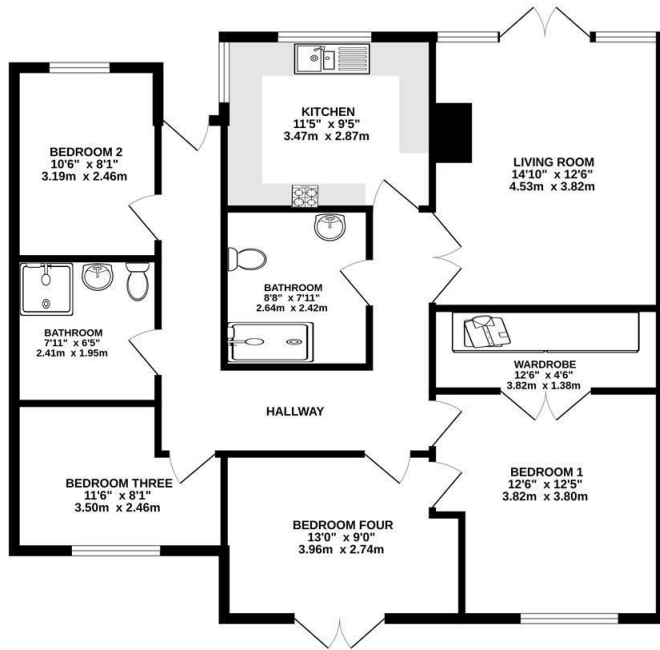 KITCHEN
11'5" x 9'5"
3.47m x 2.87m
BEDROOM 2
10'6" x 8'1"
3.19m x 2.46m
LIVING ROOM
14'10" x 12'6"
4.53m x 3.82m
BATHROOM
8'8" x 7'11"
2.64m x 2.42m
BATHROOM
7'11" x 6'5"
2.41m x 1.95m
WARDROBE
12'6" x 4'6"
3.82m x 1.38m
HALLWAY
BEDROOM THREE
11'6" x 8'1"
3.50m x 2.46m
BEDROOM 1
12'6" x 12'5"
3.82m x 3.80m
BEDROOM FOUR
13'0" x 9'0"
3.96m x 2.74m